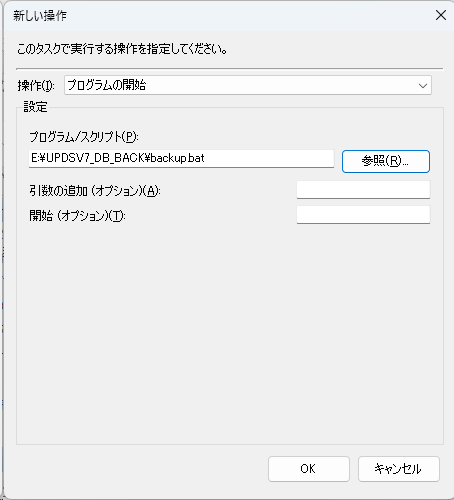 新しい操作
このタスクで実行する操作を指定してください。
操作(I): プログラムの開始
設定
プログラム/スクリプト(P):
E:¥UPDSV7_DB_BACK¥backup.bat 参照(R)...
引数の追加 (オプション)(A):
開始 (オプション)(T):
OK キャンセル